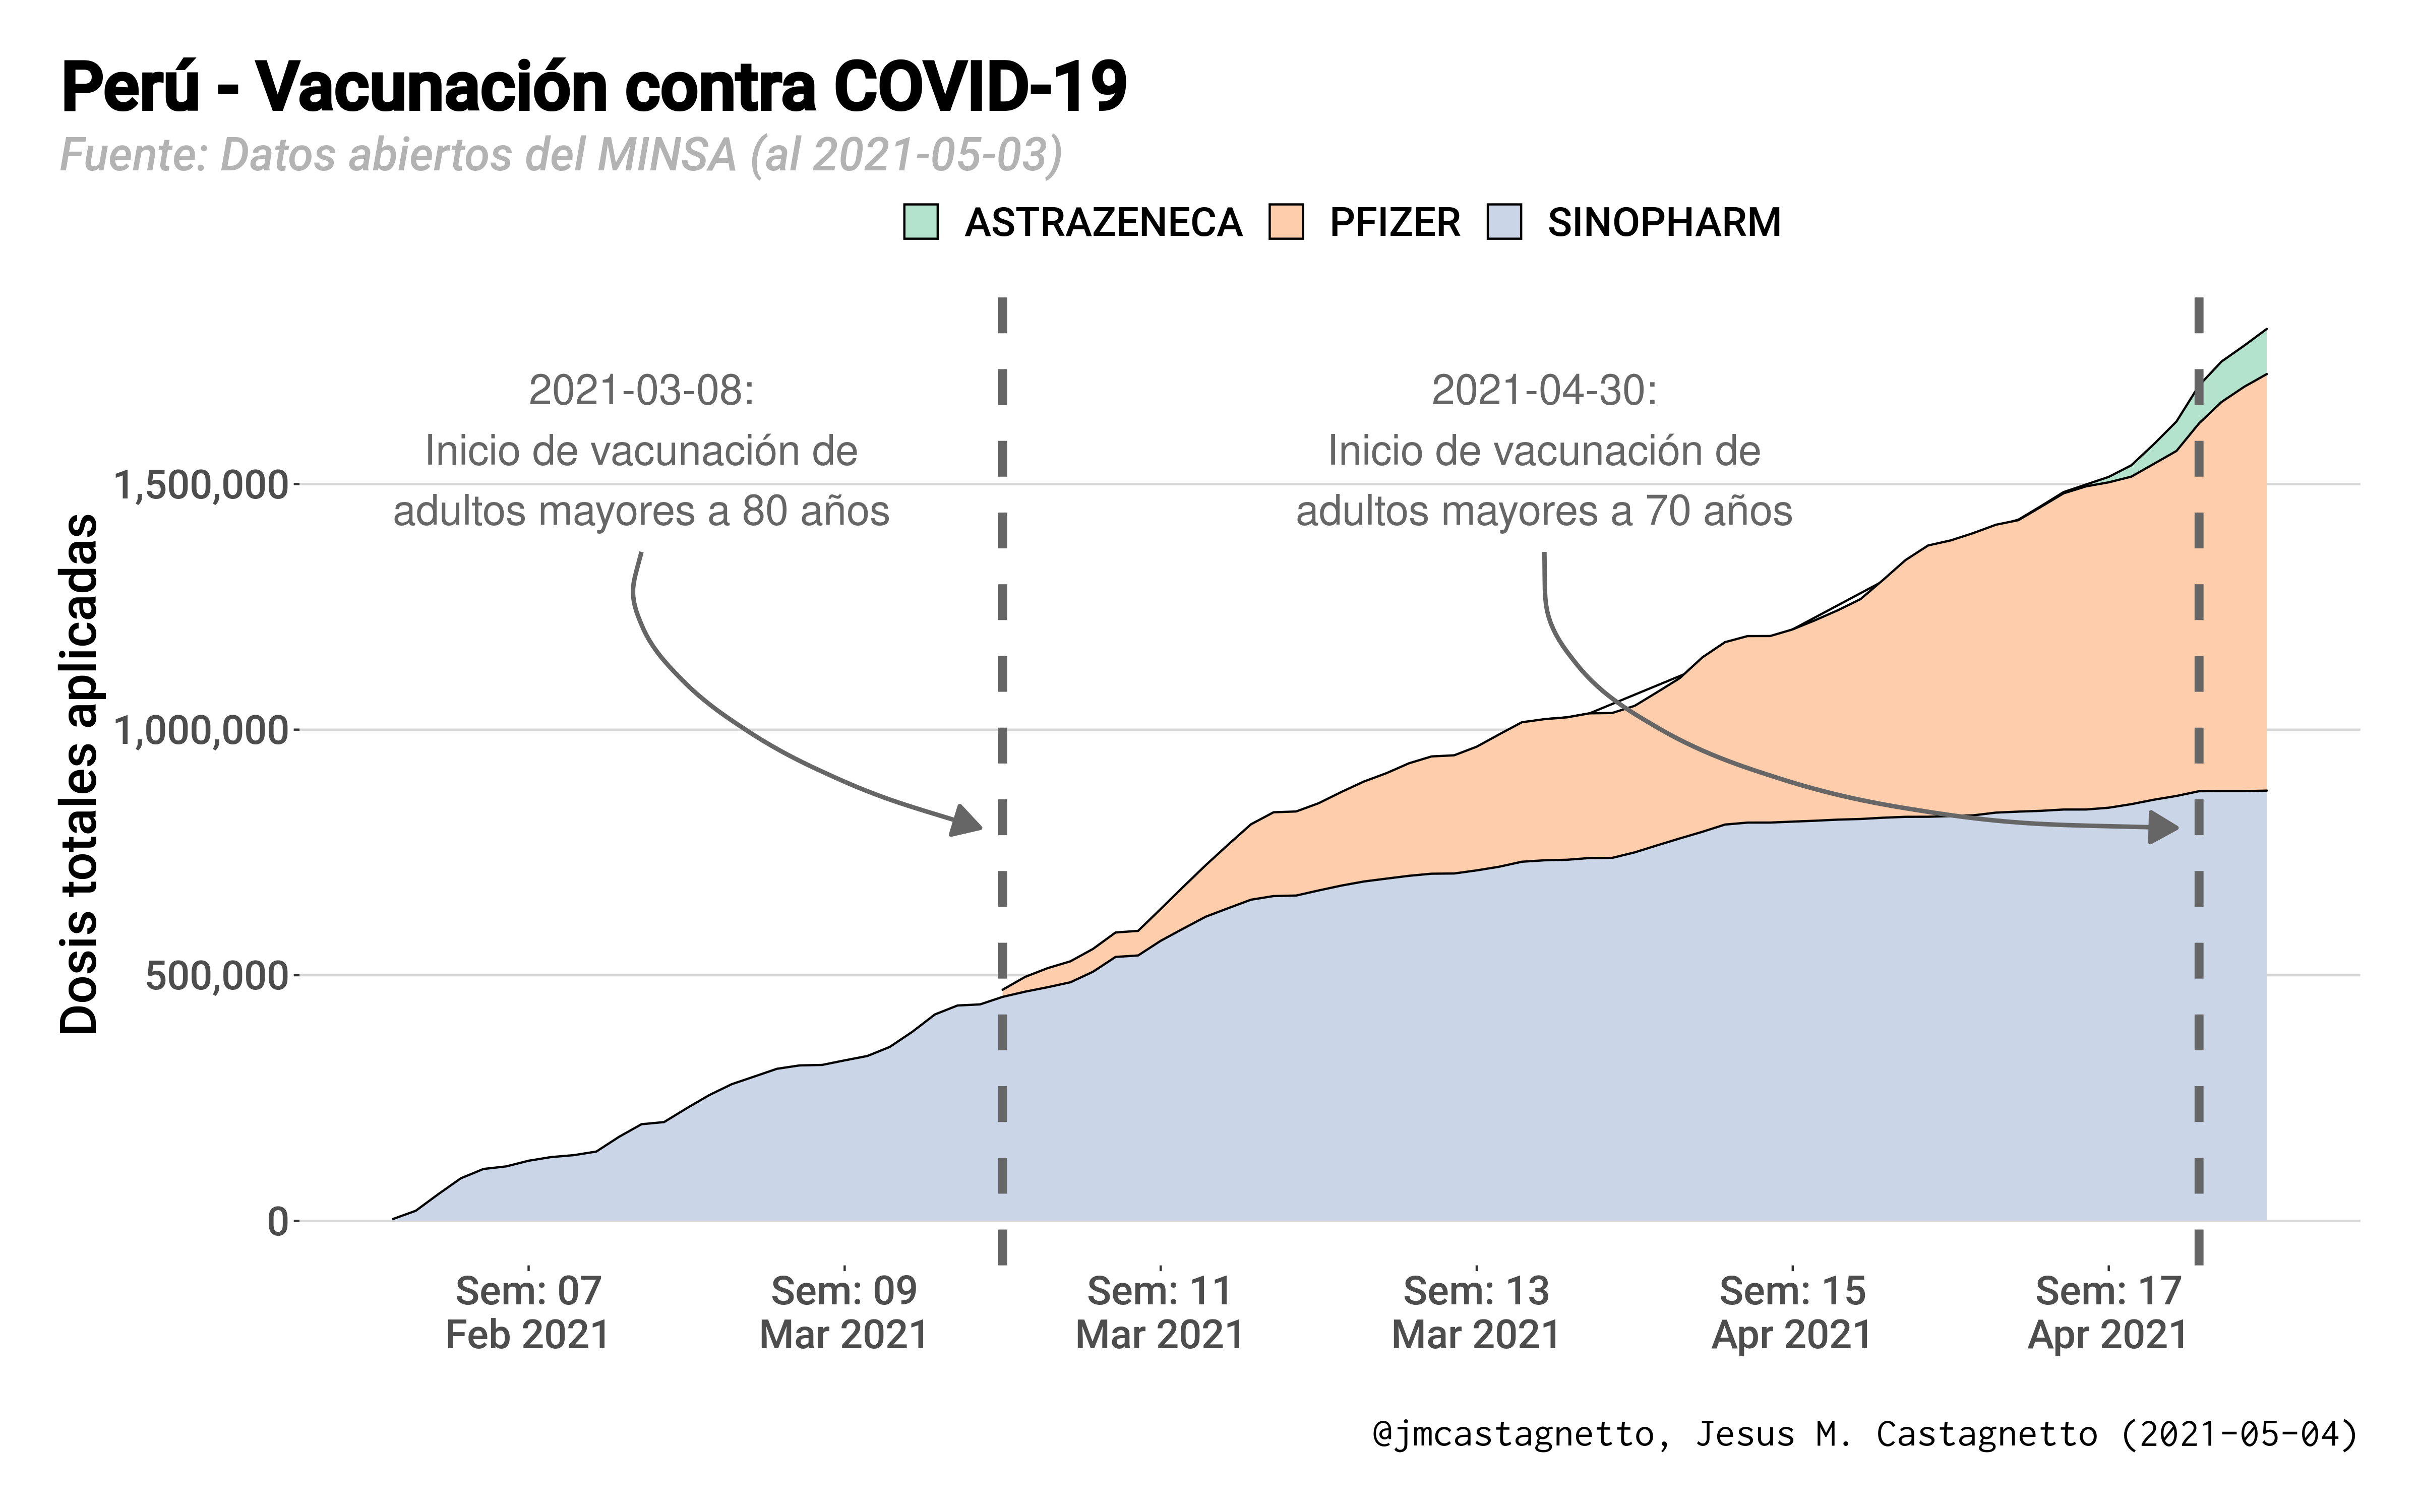 Perú - Vacunación contra COVID-19
Fuente: Datos abiertos del MINSA (al 2021-05-03)
ASTRAZENECA PFIZER SINOPHARM
2021-03-08:
Inicio de vacunación de
adultos mayores a 80 años
2021-04-30:
Inicio de vacunación de
adultos mayores a 70 años
Dosis totales aplicadas
1,500,000
1,000,000
500,000
0
Sem: 07
Feb 2021
Sem: 09
Mar 2021
Sem: 11
Mar 2021
Sem: 13
Mar 2021
Sem: 15
Apr 2021
Sem: 17
Apr 2021
@jmcastagnetto, Jesus M. Castagnetto (2021-05-04)